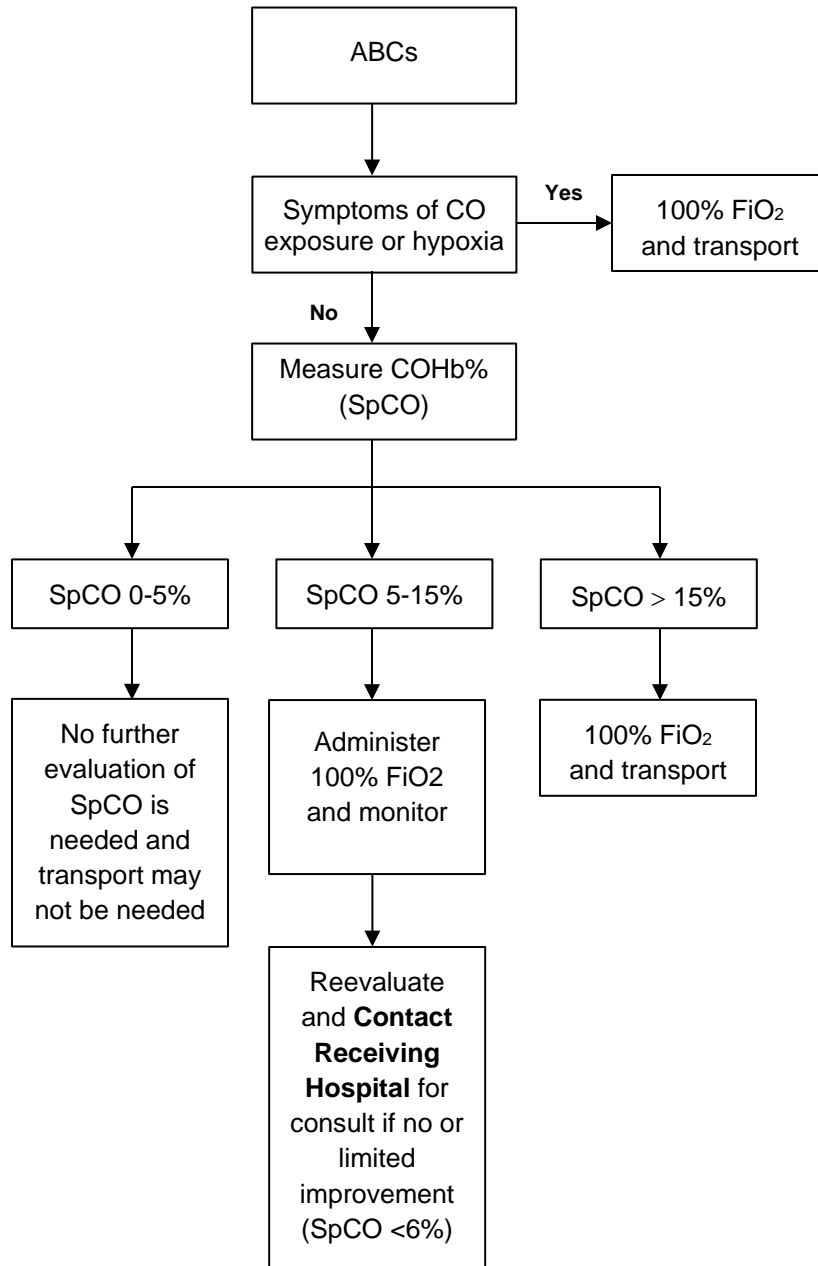 ABCs
Symptoms of CO
exposure or hypoxia
Yes
100% FiO2
and transport
No
Measure COHb%
(SpCO)
SpCO 0-5%
SpCO 5-15%
SpCO > 15%
No further
evaluation of
SpCO is
needed and
transport may
not be needed
Administer
100% FiO2
and monitor
100% FiO2
and transport
Reevaluate
and Contact
Receiving
Hospital for
consult if no or
limited
improvement
(SpCO <6%)